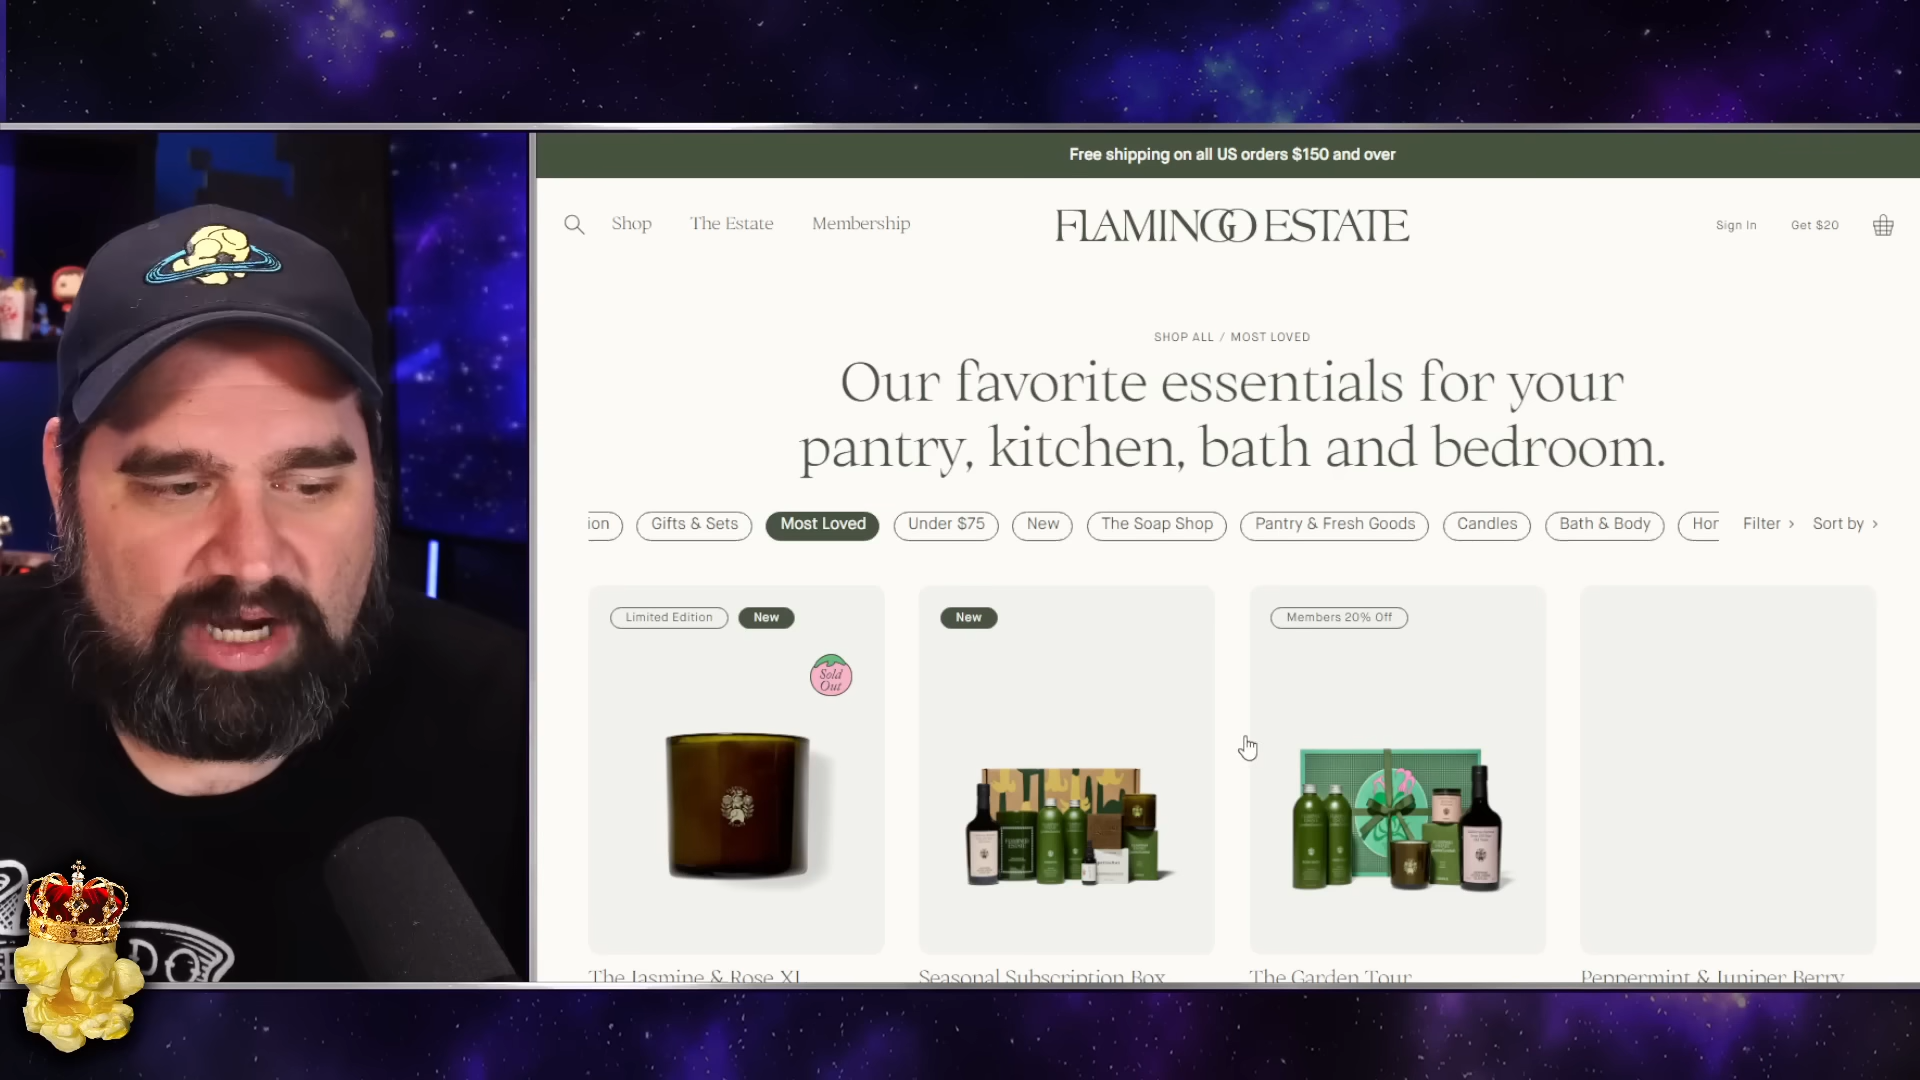 Free shipping on all US orders $150 and over
Shop
The Estate
Membership
FLAMINGO ESTATE
Sign In
Get $20
SHOP ALL / MOST LOVED
Our favorite essentials for your
pantry, kitchen, bath and bedroom.
ion
Gifts & Sets
Most Loved
Under $75
New
The Soap Shop
Pantry & Fresh Goods
Candles
Bath & Body
Hor
Filter
Sort by
Limited Edition
New
New
Members 20% Off
Sold
Out
The Jasmine & Rose XL
Seasonal Subscription Box
The Garden Tour
Peppermint & Juniper Berry